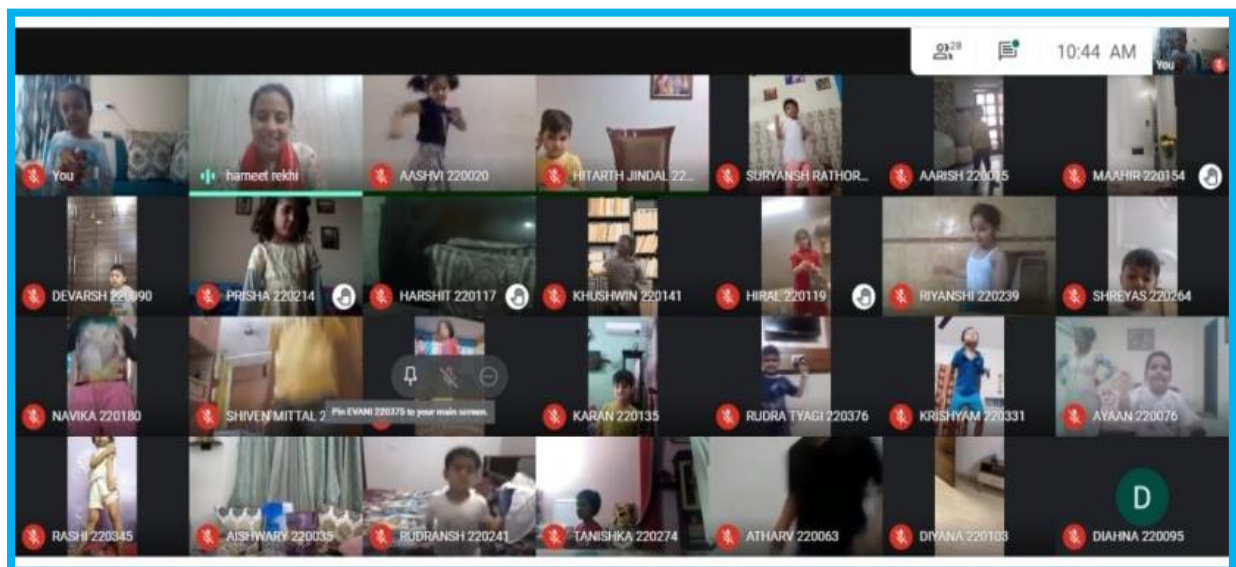 28 10:44 AM You
You harneet rekhi AASHVI 220020 HITARTH JINDAL 22... SURYANSH RATHOR... AARISH 220075 MAAHIR 220154
DEVARSH 220090 PRISHA 220214 HARSHIT 220117 KHUSHWIN 220141 HIRAL 220119 RIYANSHI 220239 SHREYAS 220264
NAVIKA 220180 SHIVEN MITTAL 2 Pin EVANI 220375 to your main screen. KARAN 220135 RUDRA TYAGI 220376 KRISHYAM 220331 AYAAN 220076
RASHI 220345 AISHWARY 220035 RUDRANSH 220241 TANISHKA 220274 ATHARV 220063 DIYANA 220103 D DIAHNA 220095